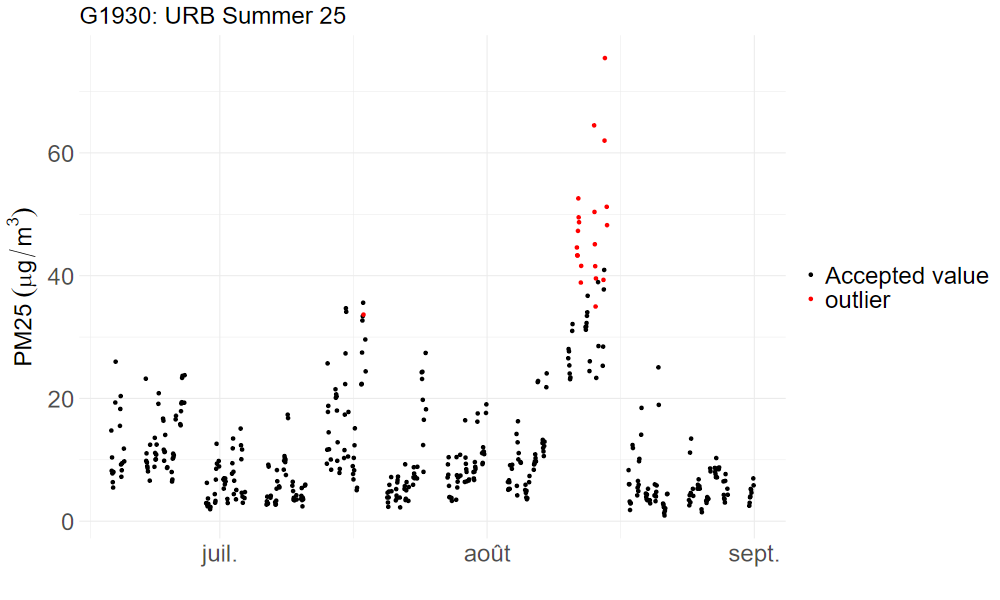 G1930: URB Summer 25
PM25 (μg/m³)
60
40
20
0
juil.
août
sept.
Accepted value
outlier